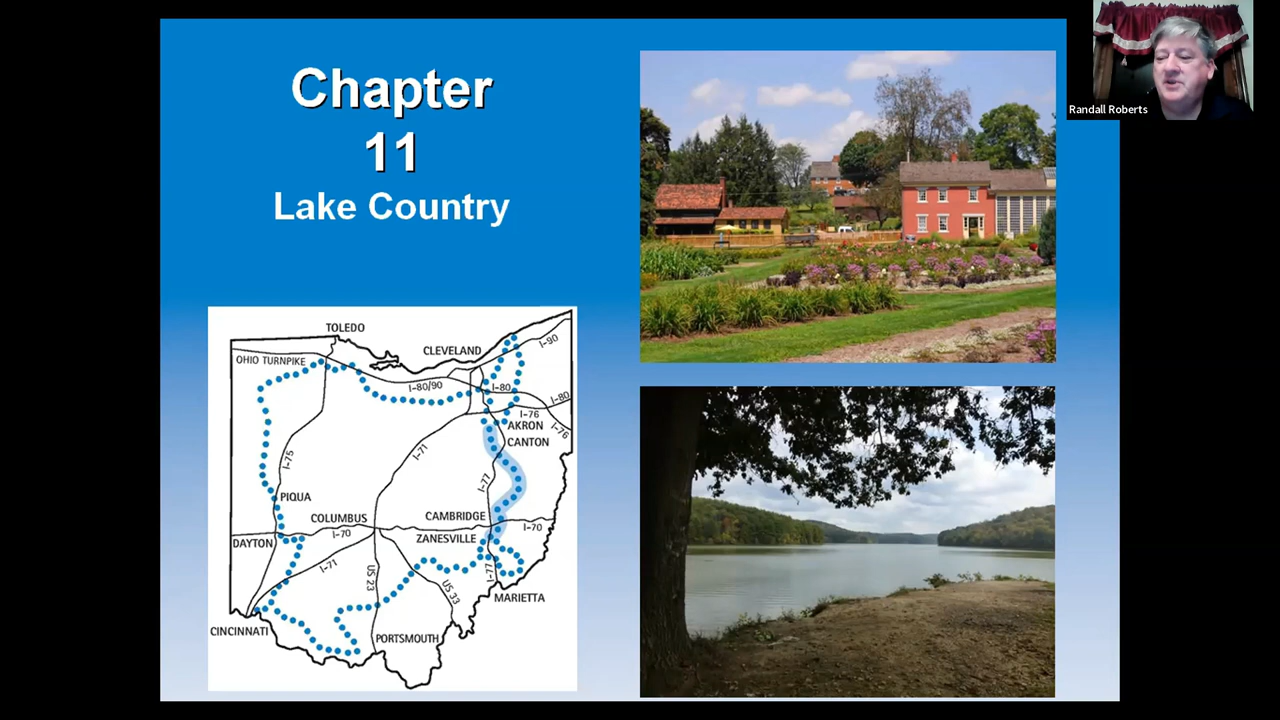 Chapter
11
Lake Country
Randall Roberts
TOLEDO
OHIO TURNPIKE
CLEVELAND
I-90
I-80/90
I-80
I-80
I-76
I-76
AKRON
CANTON
I-71
I-75
I-77
PIQUA
COLUMBUS
CAMBRIDGE
I-70
I-70
DAYTON
ZANESVILLE
I-71
US 23
US 33
I-77
MARIETTA
CINCINNATI
PORTSMOUTH